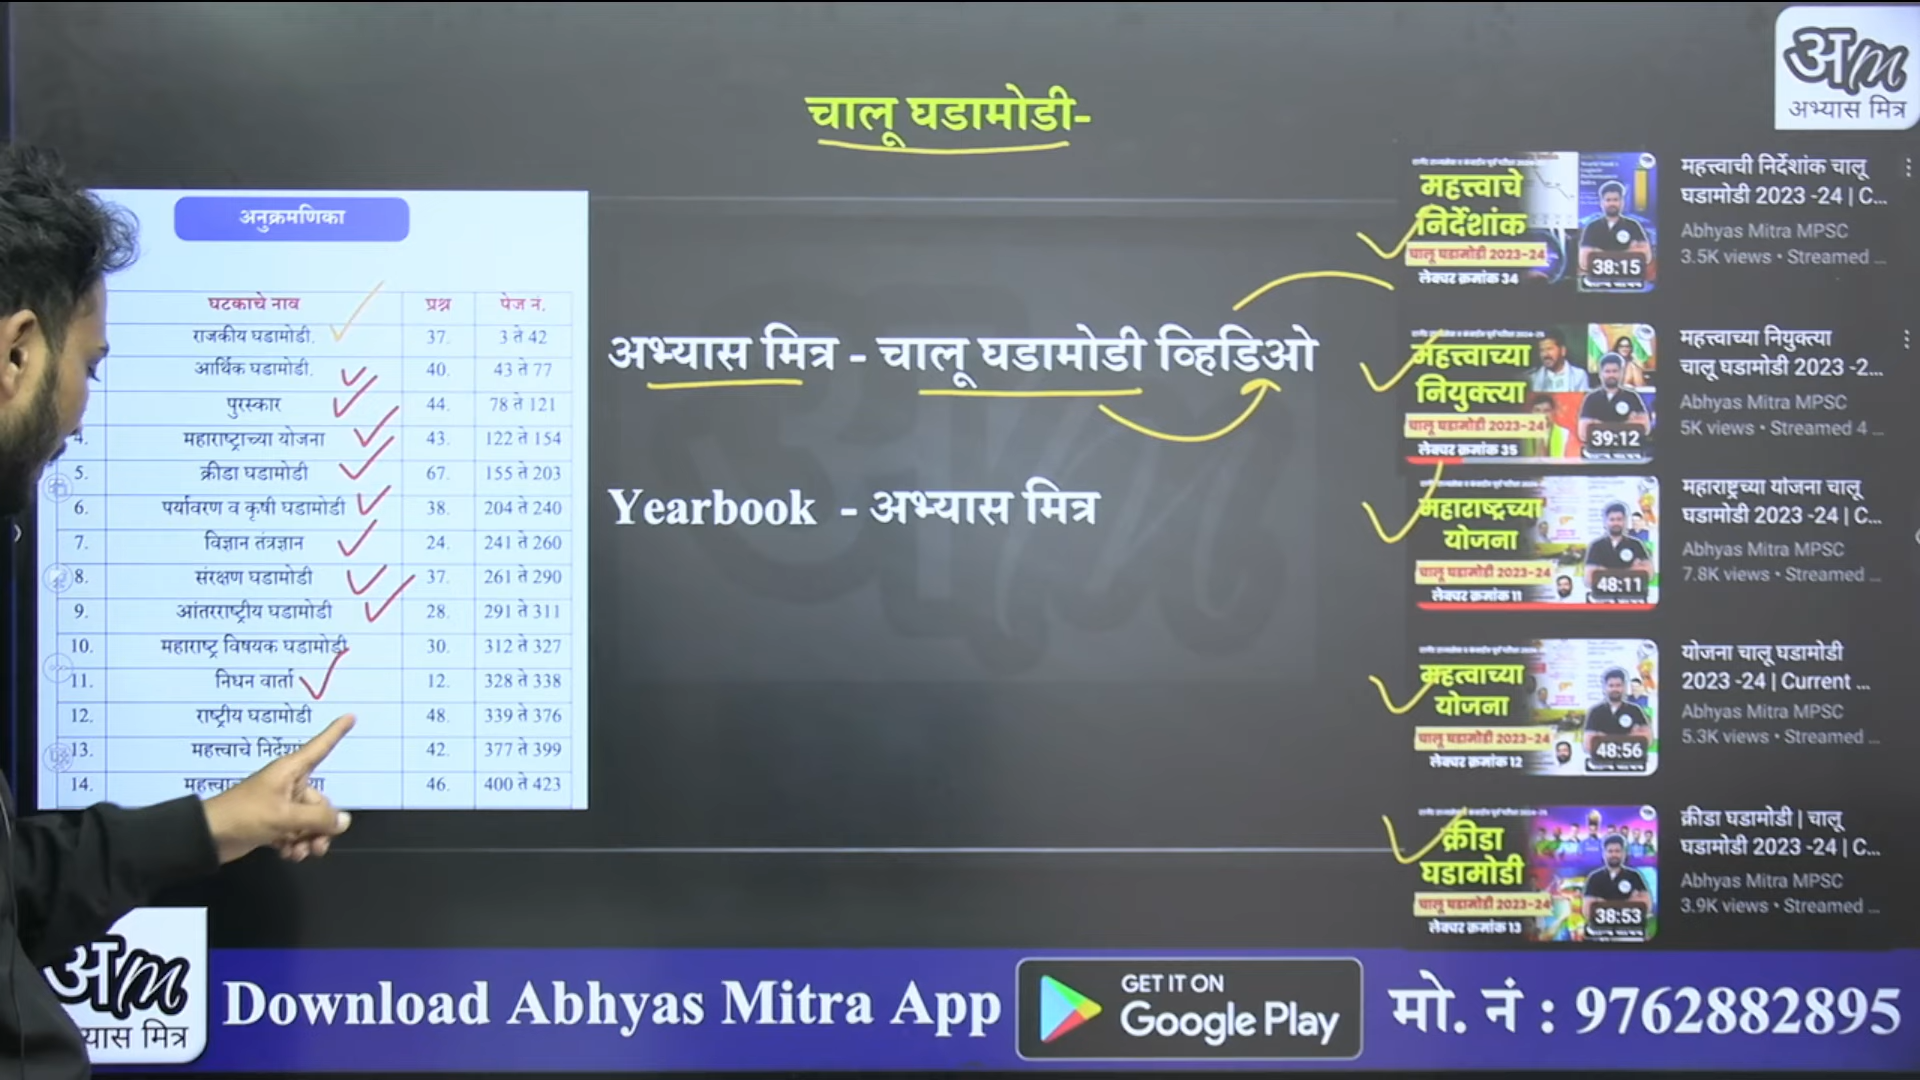 अm
अभ्यास मित्र
चालू घडामोडी-
अनुक्रमणिका
घटकाचे नाव प्रश्न पेज नं.
राजकीय घडामोडी. 37. 3 ते 42
आर्थिक घडामोडी. 40. 43 ते 77
पुरस्कार 44. 78 ते 121
4. महाराष्ट्राच्या योजना 43. 122 ते 154
5. क्रीडा घडामोडी 67. 155 ते 203
6. पर्यावरण व कृषी घडामोडी 38. 204 ते 240
7. विज्ञान तंत्रज्ञान 24. 241 ते 260
8. संरक्षण घडामोडी 37. 261 ते 290
9. आंतरराष्ट्रीय घडामोडी 28. 291 ते 311
10. महाराष्ट्र विषयक घडामोडी 30. 312 ते 327
11. निधन वार्ता 12. 328 ते 338
12. राष्ट्रीय घडामोडी 48. 339 ते 376
13. महत्त्वाचे 42. 377 ते 399
14. 46. 400 ते 423
अभ्यास मित्र - चालू घडामोडी व्हिडिओ
Yearbook - अभ्यास मित्र
महत्त्वाचे
निर्देशांक
चालू घडामोडी 2023-24
लेक्चर क्रमांक 34
38:15
महत्त्वाची निर्देशांक चालू
घडामोडी 2023 -24 | C...
Abhyas Mitra MPSC
3.5K views • Streamed ...
महत्त्वाच्या
नियुक्त्या
चालू घडामोडी 2023-24
लेक्चर क्रमांक 35
39:12
महत्त्वाच्या नियुक्त्या
चालू घडामोडी 2023 -2...
Abhyas Mitra MPSC
5K views • Streamed 4 ...
महाराष्ट्रच्या
योजना
चालू घडामोडी 2023-24
लेक्चर क्रमांक 11
48:11
महाराष्ट्रच्या योजना चालू
घडामोडी 2023 -24 | C...
Abhyas Mitra MPSC
7.8K views • Streamed ...
महत्वाच्या
योजना
चालू घडामोडी 2023-24
लेक्चर क्रमांक 12
48:56
योजना चालू घडामोडी
2023 -24 | Current ...
Abhyas Mitra MPSC
5.3K views • Streamed ...
क्रीडा
घडामोडी
चालू घडामोडी 2023-24
लेक्चर क्रमांक 13
38:53
क्रीडा घडामोडी | चालू
घडामोडी 2023 -24 | C...
Abhyas Mitra MPSC
3.9K views • Streamed ...
अm
मित्र
Download Abhyas Mitra App
GET IT ON
Google Play
मो. नं : 9762882895